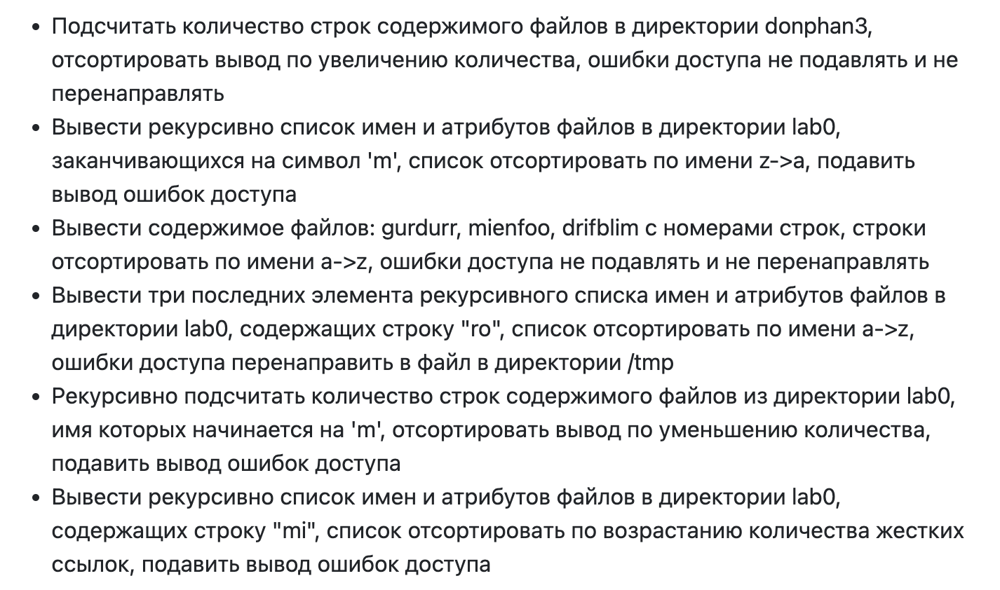 • Подсчитать количество строк содержимого файлов в директории donphan3,
отсортировать вывод по увеличению количества, ошибки доступа не подавлять и не
перенаправлять
• Вывести рекурсивно список имен и атрибутов файлов в директории lab0,
заканчивающихся на символ 'm', список отсортировать по имени z->a, подавить
вывод ошибок доступа
• Вывести содержимое файлов: gurdurr, mienfoo, drifblim с номерами строк, строки
отсортировать по имени a->z, ошибки доступа не подавлять и не перенаправлять
• Вывести три последних элемента рекурсивного списка имен и атрибутов файлов в
директории lab0, содержащих строку "ro", список отсортировать по имени a->z,
ошибки доступа перенаправить в файл в директории /tmp
• Рекурсивно подсчитать количество строк содержимого файлов из директории lab0,
имя которых начинается на 'm', отсортировать вывод по уменьшению количества,
подавить вывод ошибок доступа
• Вывести рекурсивно список имен и атрибутов файлов в директории lab0,
содержащих строку "mi", список отсортировать по возрастанию количества жестких
ссылок, подавить вывод ошибок доступа